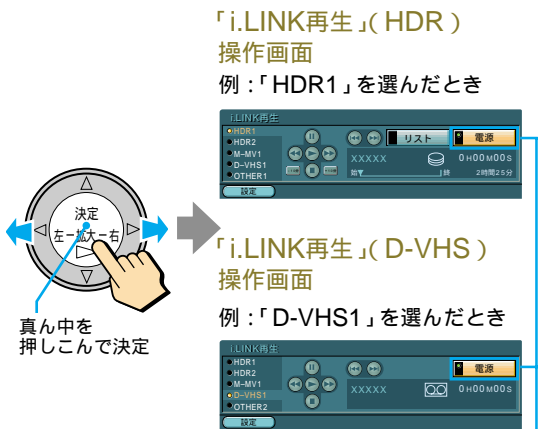 「i.LINK再生」(HDR)
操作画面
例：「HDR1」を選んだとき
i.LINK再生
HDR1
HDR2
M-MV1
D-VHS1
OTHER1
リスト
電源
XXXXX
0H00M00S
始
終
2時間25分
設定
決定
左－拡大－右
真ん中を
押しこんで決定
「i.LINK再生」(D-VHS)
操作画面
例：「D-VHS1」を選んだとき
i.LINK再生
HDR1
HDR2
M-MV1
D-VHS1
OTHER2
電源
XXXXX
0H00M00S
設定